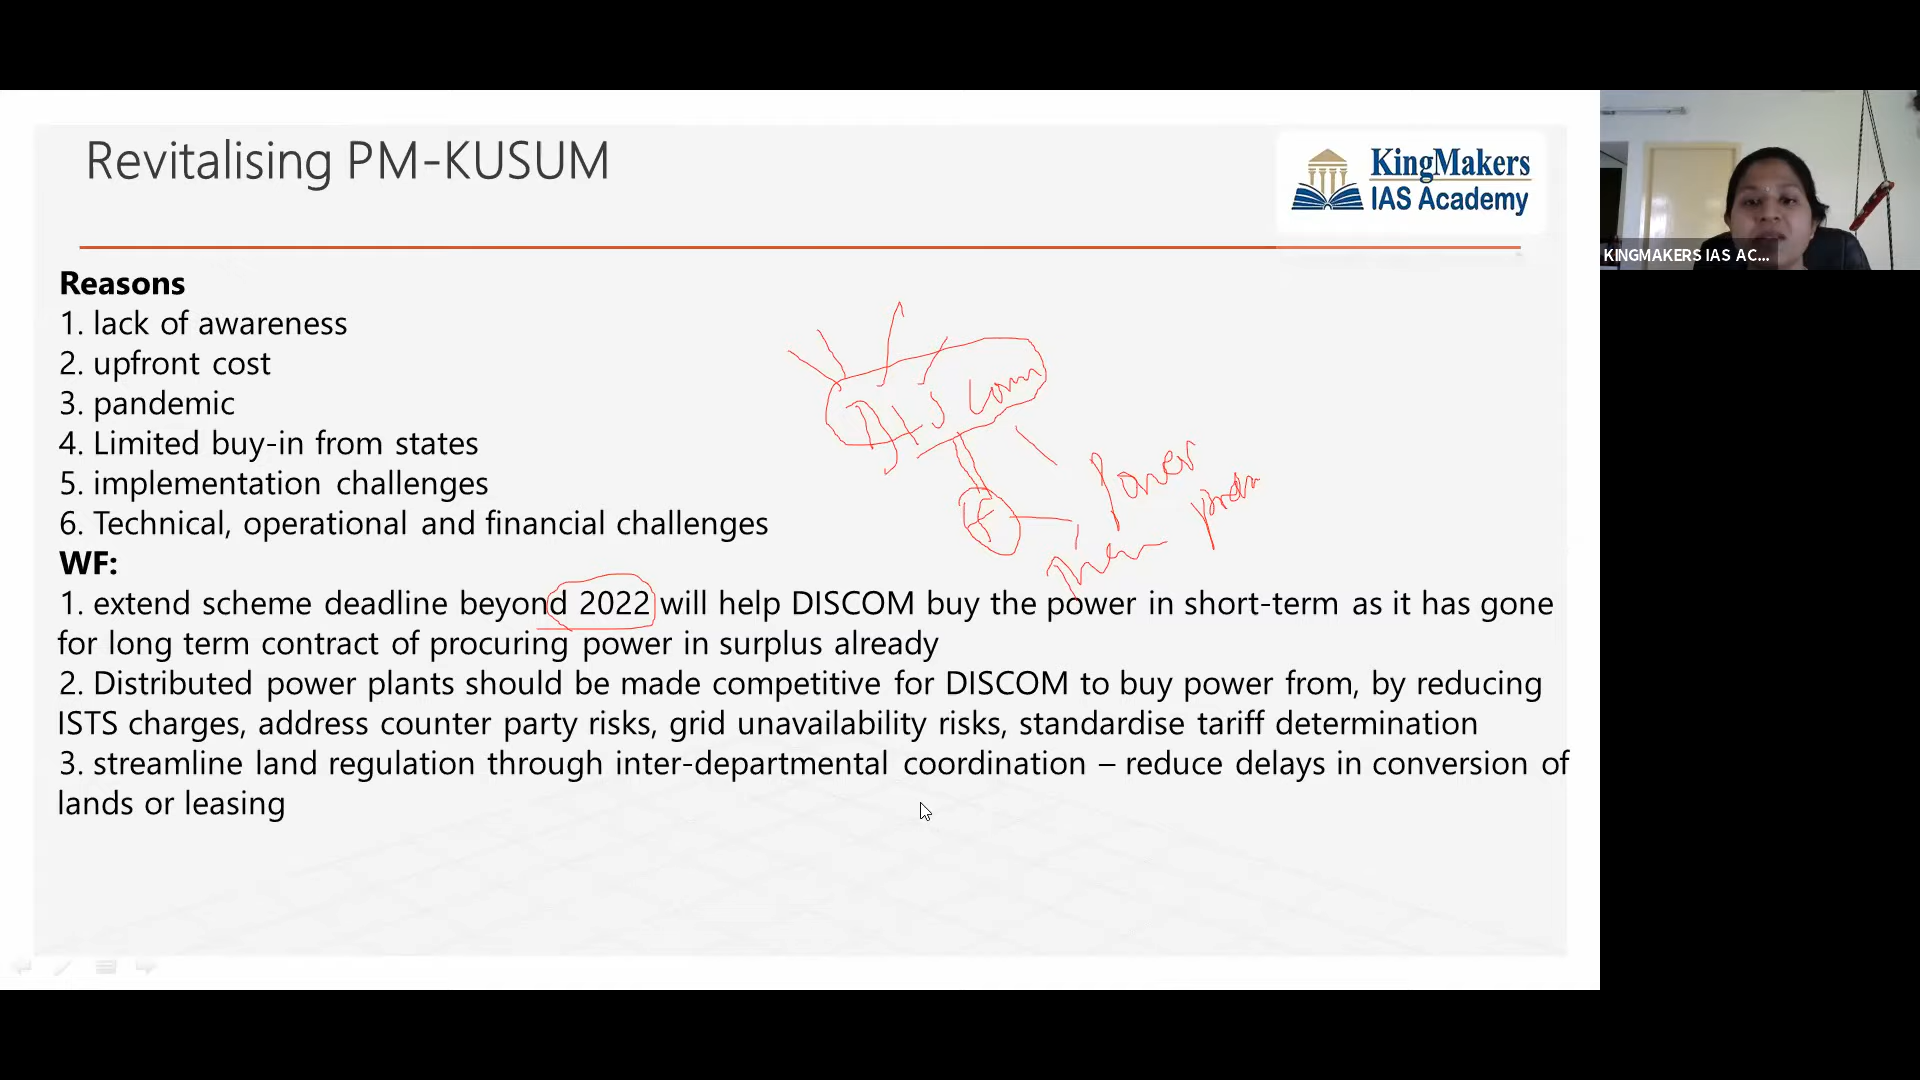 Revitalising PM-KUSUM
KingMakers
IAS Academy
KINGMAKERS IAS AC...
Reasons
1. lack of awareness
2. upfront cost
3. pandemic
4. Limited buy-in from states
5. implementation challenges
6. Technical, operational and financial challenges
DISCom
Power
WF:
1. extend scheme deadline beyond 2022 will help DISCOM buy the power in short-term as it has gone
for long term contract of procuring power in surplus already
2. Distributed power plants should be made competitive for DISCOM to buy power from, by reducing
ISTS charges, address counter party risks, grid unavailability risks, standardise tariff determination
3. streamline land regulation through inter-departmental coordination – reduce delays in conversion of
lands or leasing